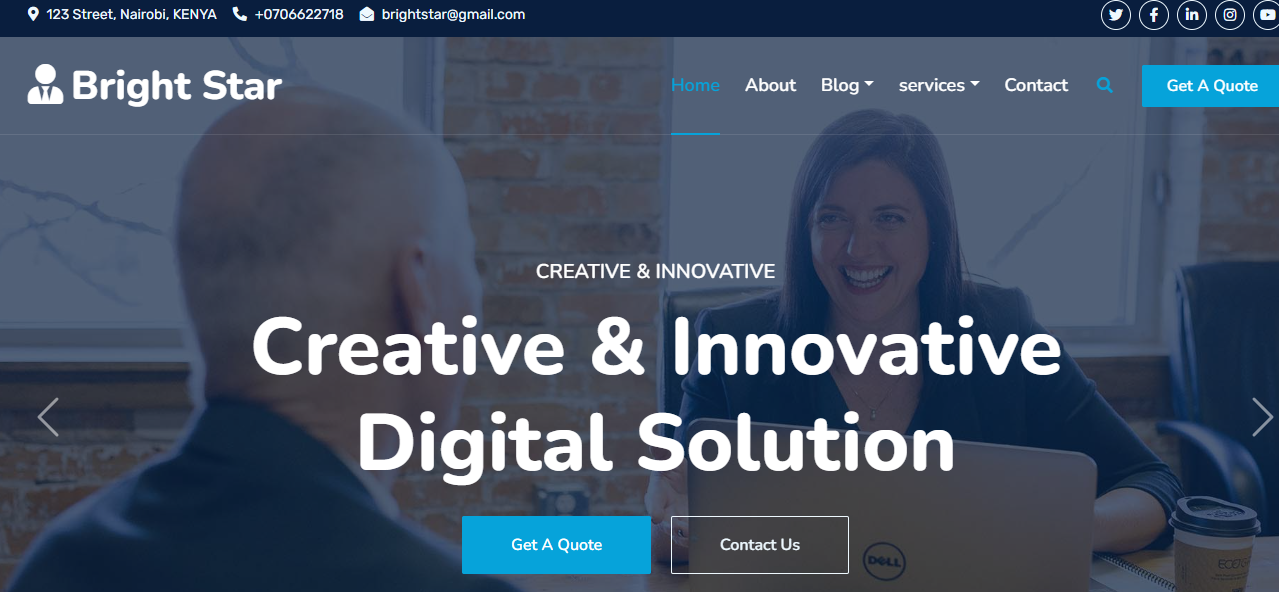 123 Street, Nairobi, KENYA +0706622718 brightstar@gmail.com
Bright Star Home About Blog services Contact Get A Quote
CREATIVE & INNOVATIVE
Creative & Innovative
Digital Solution
Get A Quote Contact Us
DELL